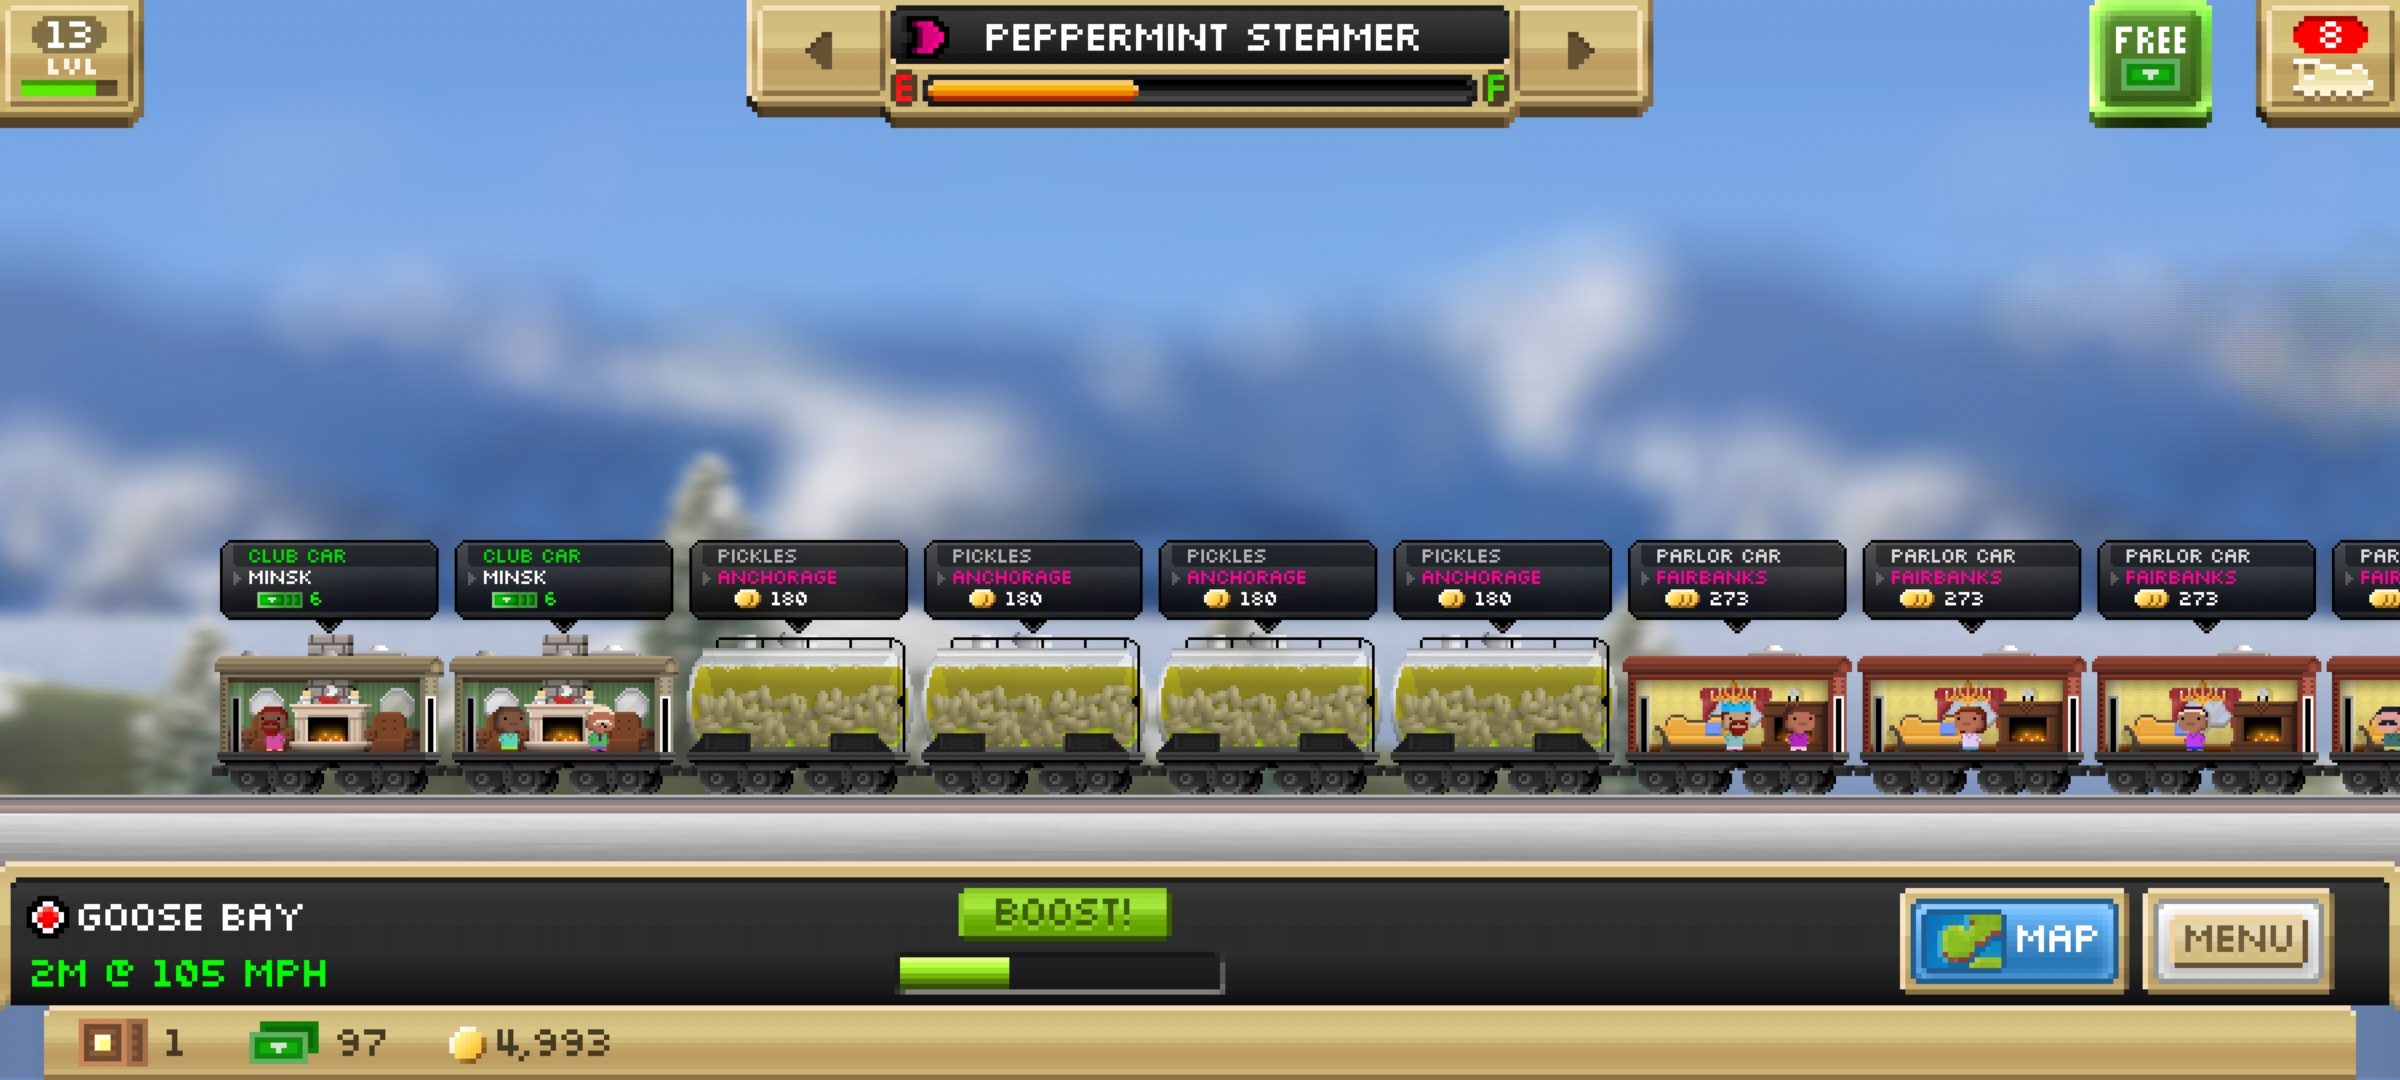 13
LVL
PEPPERMINT STEAMER
E F
FREE
8
CLUB CAR
MINSK
6
CLUB CAR
MINSK
6
PICKLES
ANCHORAGE
180
PICKLES
ANCHORAGE
180
PICKLES
ANCHORAGE
180
PICKLES
ANCHORAGE
180
PARLOR CAR
FAIRBANKS
273
PARLOR CAR
FAIRBANKS
273
PARLOR CAR
FAIRBANKS
273
PAR
FAIR
GOOSE BAY
2M @ 105 MPH
BOOST!
MAP
MENU
1
97
4,993